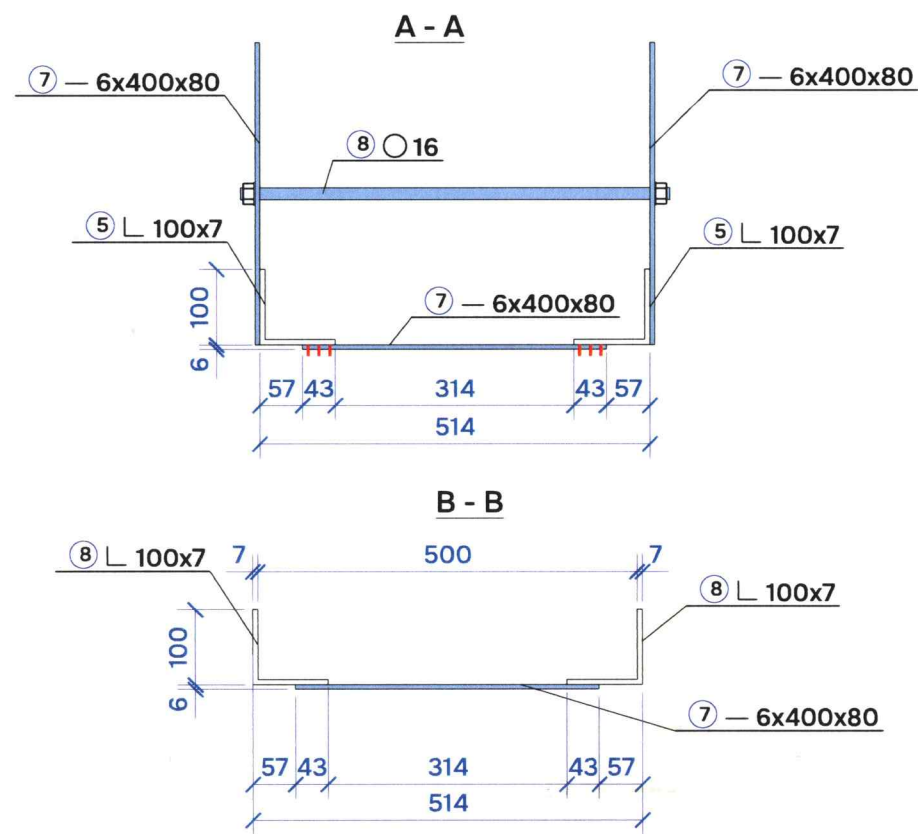 A - A
7 — 6x400x80
7 — 6x400x80
8 ○ 16
5 ∟ 100x7
5 ∟ 100x7
7 — 6x400x80
100
6
57 43 314 43 57
514
B - B
8 ∟ 100x7
7 500 7
8 ∟ 100x7
100
6
7 — 6x400x80
57 43 314 43 57
514